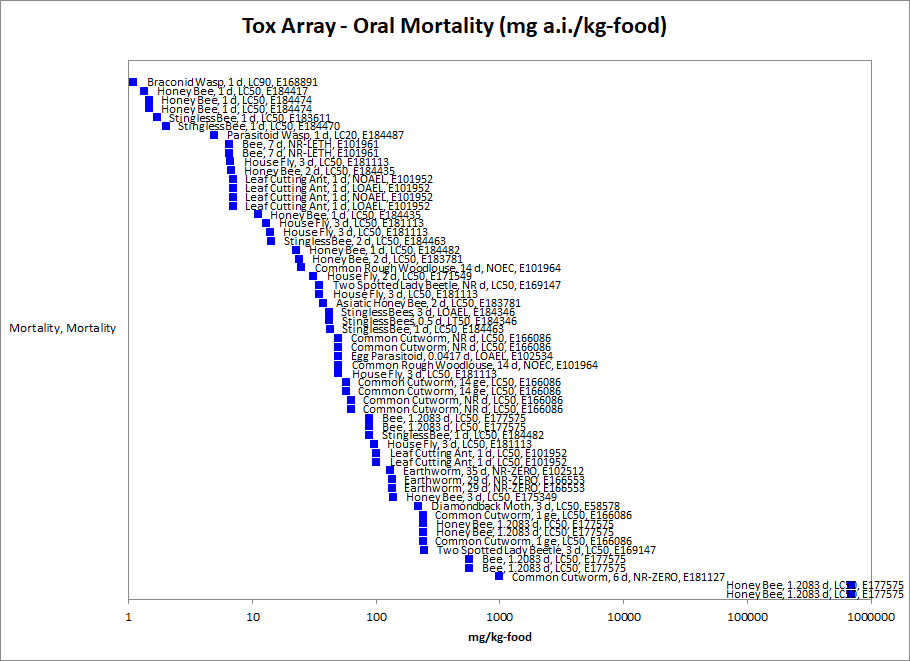 Tox Array - Oral Mortality (mg a.i./kg-food)
Braconid Wasp, 1 d, LC90, E168891
Honey Bee, 1 d, LC50, E184417
Honey Bee, 1 d, LC50, E184474
Honey Bee, 1 d, LC50, E184474
Stingless Bee, 1 d, LC50, E183611
Stingless Bee, 1 d, LC50, E184470
Parasitoid Wasp, 1 d, LC20, E184487
Bee, 7 d, NR-LETH, E101961
Bee, 7 d, NR-LETH, E101961
House Fly, 3 d, LC50, E181113
Honey Bee, 2 d, LC50, E184435
Leaf Cutting Ant, 1 d, NOAEL, E101952
Leaf Cutting Ant, 1 d, LOAEL, E101952
Leaf Cutting Ant, 1 d, NOAEL, E101952
Leaf Cutting Ant, 1 d, LOAEL, E101952
Honey Bee, 1 d, LC50, E184435
House Fly, 3 d, LC50, E181113
House Fly, 3 d, LC50, E181113
Stingless Bee, 2 d, LC50, E184463
Honey Bee, 1 d, LC50, E184482
Honey Bee, 2 d, LC50, E183781
Common Rough Woodlouse, 14 d, NOEC, E101964
House Fly, 2 d, LC50, E171549
Two Spotted Lady Beetle, NR d, LC50, E169147
House Fly, 3 d, LC50, E181113
Asiatic Honey Bee, 2 d, LC50, E183781
Stingless Bees, 3 d, LOAEL, E184346
Stingless Bees, 0.5 d, LT50, E184346
Stingless Bee, 1 d, LC50, E184463
Common Cutworm, NR d, LC50, E166086
Common Cutworm, NR d, LC50, E166086
Egg Parasitoid, 0.0417 d, LOAEL, E102534
Common Rough Woodlouse, 14 d, NOEC, E101964
House Fly, 3 d, LC50, E181113
Common Cutworm, 14 ge, LC50, E166086
Common Cutworm, 14 ge, LC50, E166086
Common Cutworm, NR d, LC50, E166086
Common Cutworm, NR d, LC50, E166086
Bee, 1.2083 d, LC50, E177575
Bee, 1.2083 d, LC50, E177575
Stingless Bee, 1 d, LC50, E184482
House Fly, 3 d, LC50, E181113
Leaf Cutting Ant, 1 d, LC50, E101952
Leaf Cutting Ant, 1 d, LC50, E101952
Earthworm, 35 d, NR-ZERO, E102512
Earthworm, 29 d, NR-ZERO, E166553
Earthworm, 29 d, NR-ZERO, E166553
Honey Bee, 3 d, LC50, E175349
Diamondback Moth, 3 d, LC50, E58578
Common Cutworm, 1 ge, LC50, E166086
Honey Bee, 1.2083 d, LC50, E177575
Honey Bee, 1.2083 d, LC50, E177575
Common Cutworm, 1 ge, LC50, E166086
Two Spotted Lady Beetle, 3 d, LC50, E169147
Bee, 1.2083 d, LC50, E177575
Bee, 1.2083 d, LC50, E177575
Common Cutworm, 6 d, NR-ZERO, E181127
Honey Bee, 1.2083 d, LC50, E177575
Honey Bee, 1.2083 d, LC50, E177575
Mortality, Mortality
1 10 100 1000 10000 100000 1000000
mg/kg-food